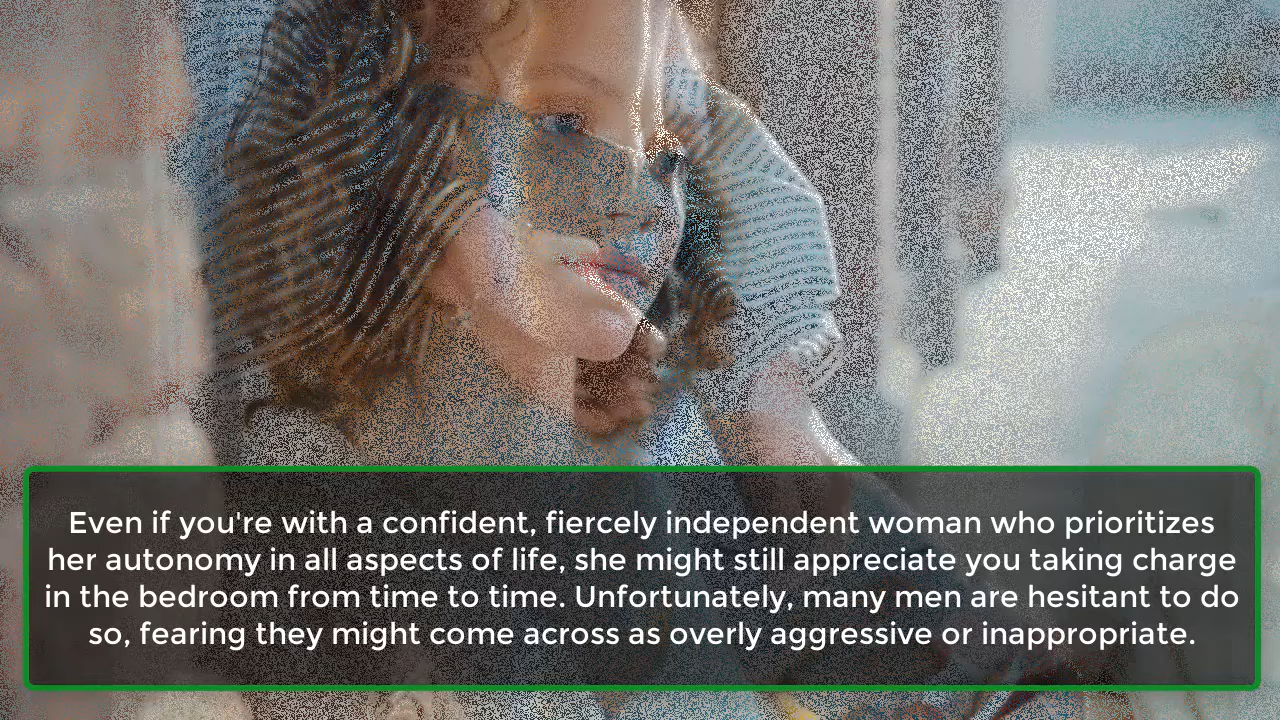 Even if you're with a confident, fiercely independent woman who prioritizes
her autonomy in all aspects of life, she might still appreciate you taking charge
in the bedroom from time to time. Unfortunately, many men are hesitant to do
so, fearing they might come across as overly aggressive or inappropriate.